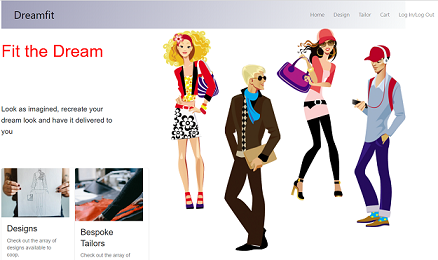 Dreamfit
Home Design Tailor Cart Log In/Log Out
Fit the Dream
Look as imagined, recreate your
dream look and have it delivered to
you
Designs
Check out the array of
designs available to
coop.
Bespoke
Tailors
Check out the array of